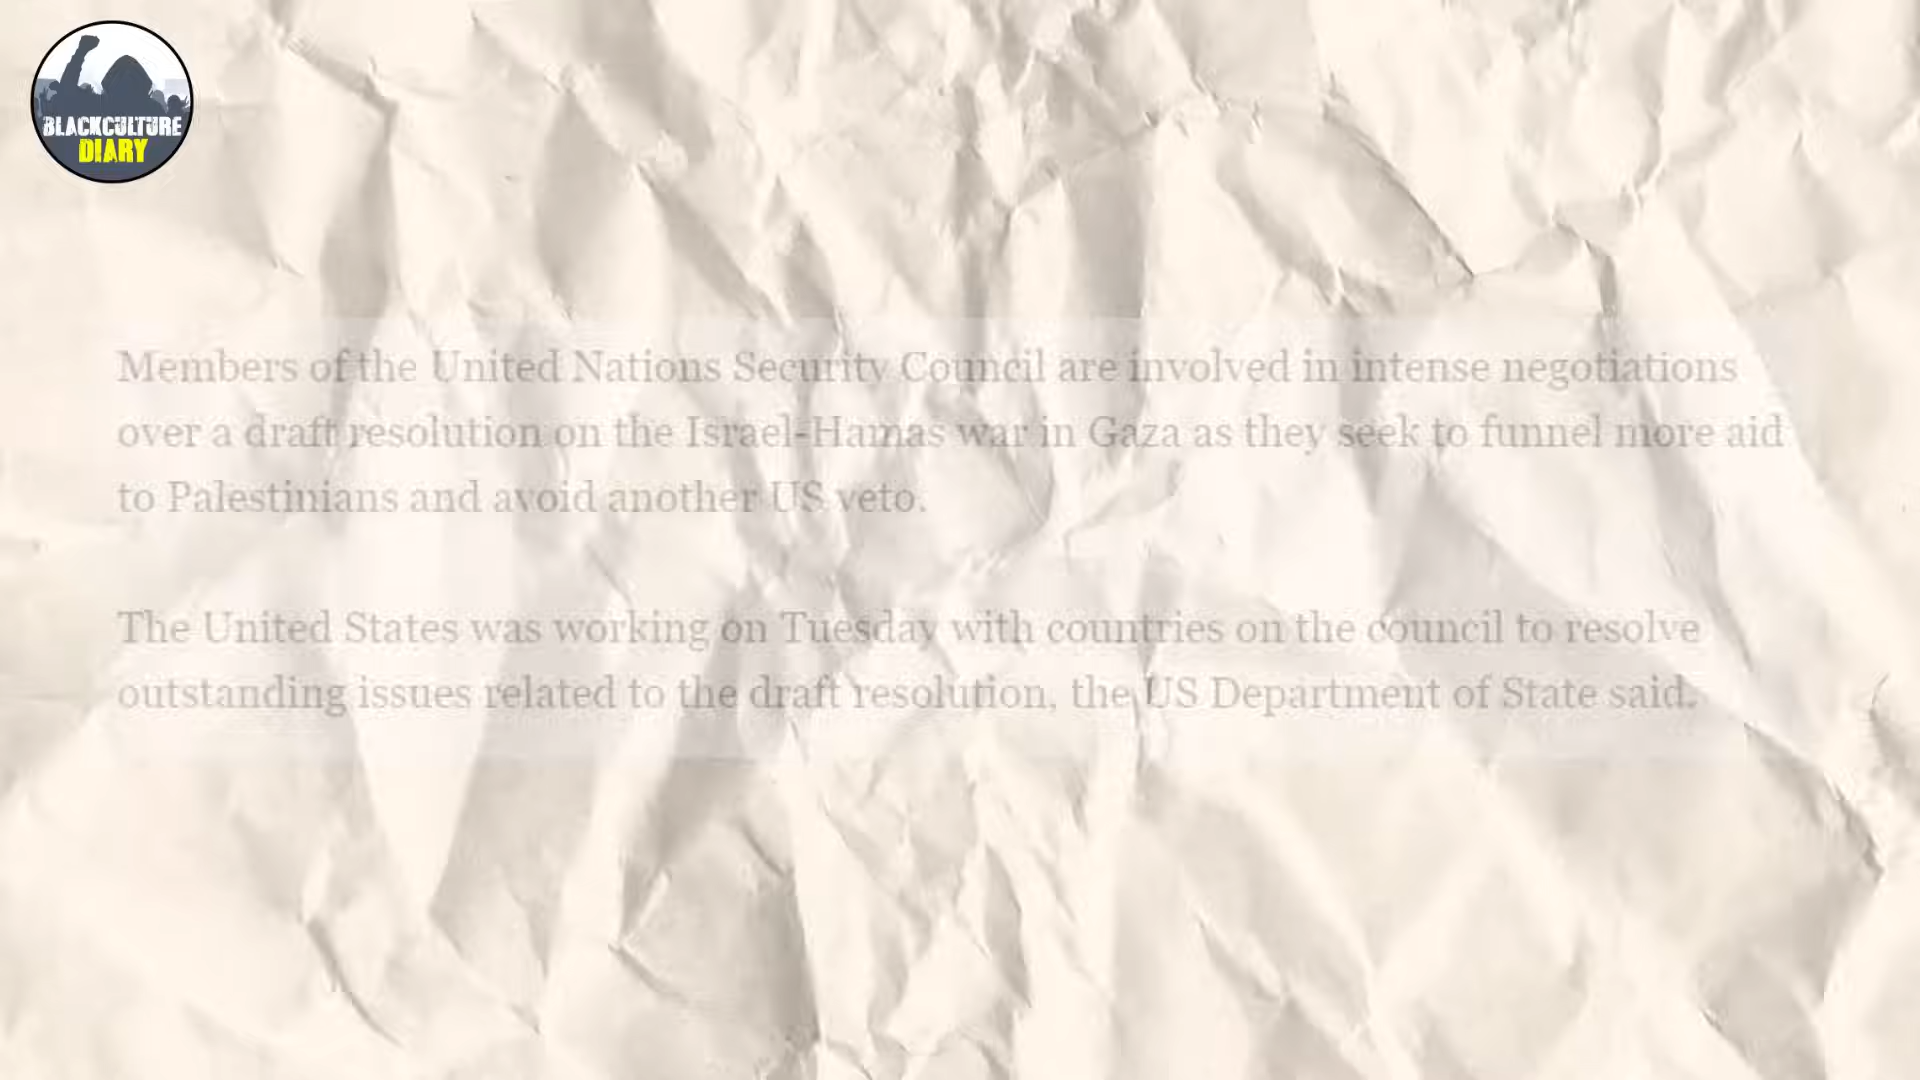 BLACKCULTURE
DIARY
Members of the United Nations Security Council are involved in intense negotiations
over a draft resolution on the Israel-Hamas war in Gaza as they seek to funnel more aid
to Palestinians and avoid another US veto.
The United States was working on Tuesday with countries on the council to resolve
outstanding issues related to the draft resolution, the US Department of State said.